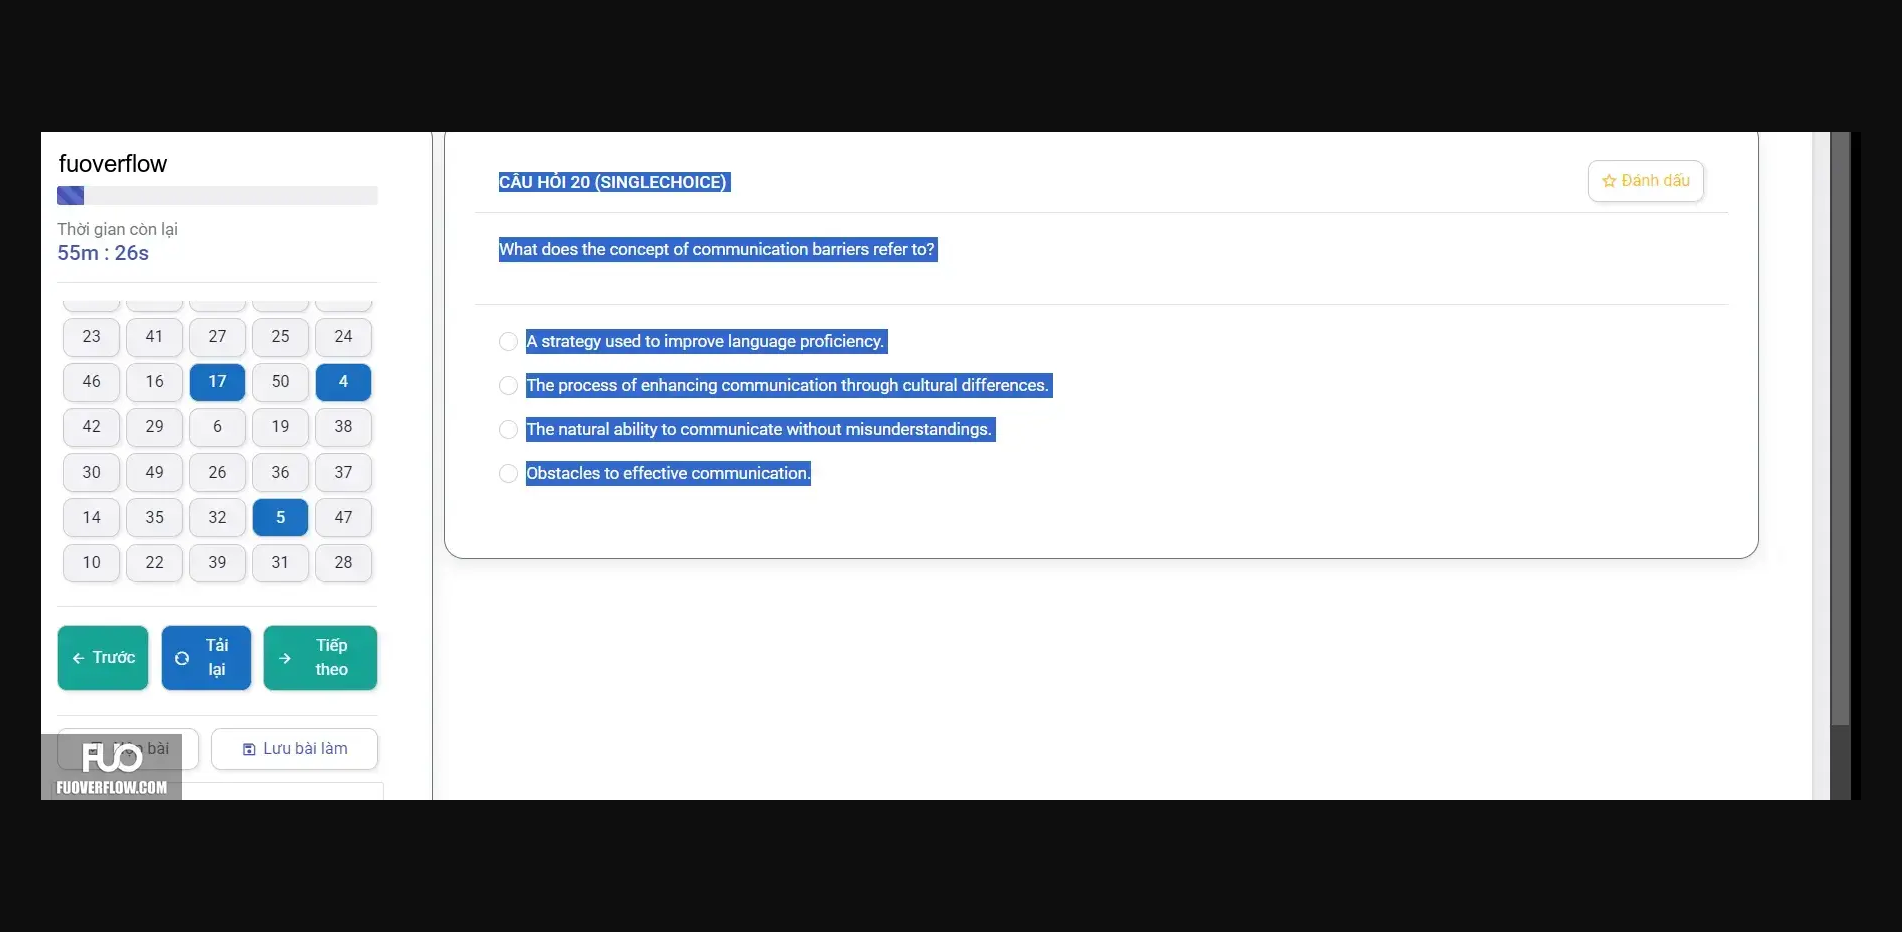 fuoverflow
Thời gian còn lại
55m : 26s
23 41 27 25 24
46 16 17 50 4
42 29 6 19 38
30 49 26 36 37
14 35 32 5 47
10 22 39 31 28
Trước
Tải lại
Tiếp theo
bài
Lưu bài làm
FUO
FUOVERFLOW.COM
CÂU HỎI 20 (SINGLECHOICE)
Đánh dấu
What does the concept of communication barriers refer to?
A strategy used to improve language proficiency.
The process of enhancing communication through cultural differences.
The natural ability to communicate without misunderstandings.
Obstacles to effective communication.